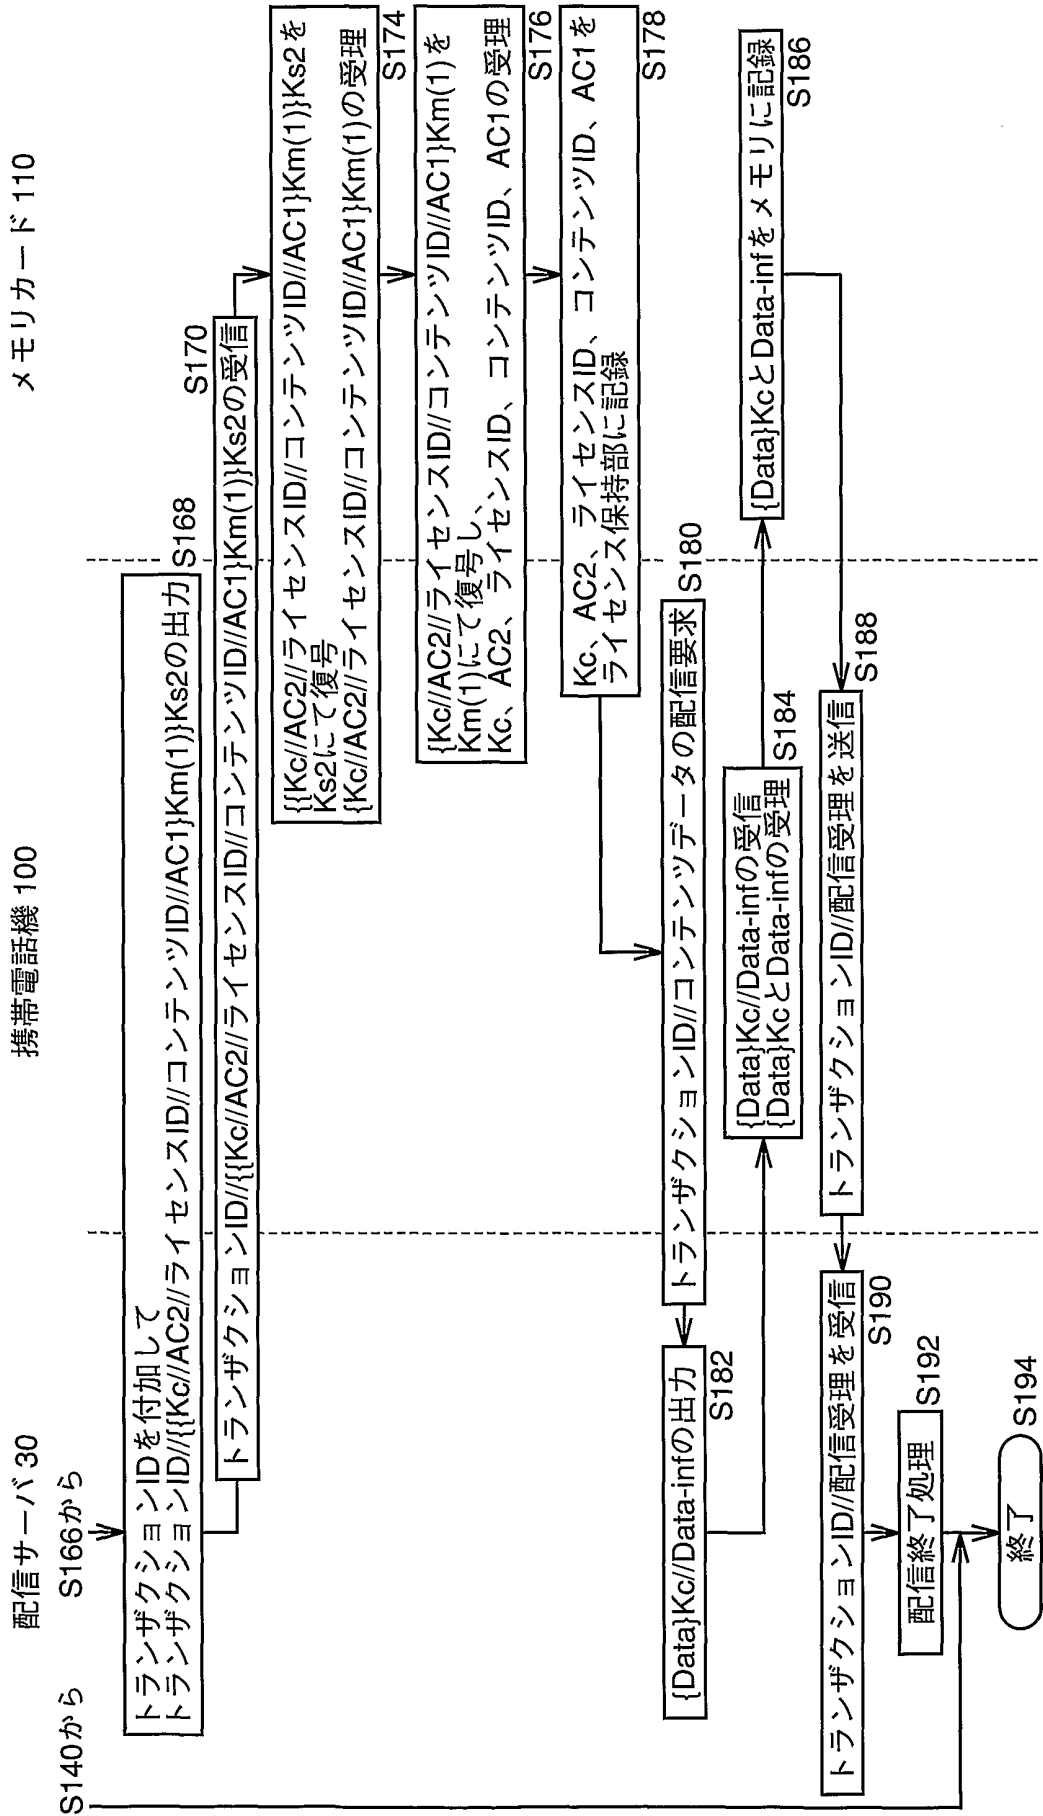 配信サーバ 30
携帯電話機 100
メモリカード 110
S140から
S166から
トランザクションIDを付加して
トランザクションID//{{Kc//AC2//ライセンスID//コンテンツID//AC1}Km(1)}Ks2の出力
S168
トランザクションID//{{Kc//AC2//ライセンスID//コンテンツID//AC1}Km(1)}Ks2の受信
S170
{{Kc//AC2//ライセンスID//コンテンツID//AC1}Km(1)}Ks2を
Ks2にて復号
{Kc//AC2//ライセンスID//コンテンツID//AC1}Km(1)の受理
S174
{Kc//AC2//ライセンスID//コンテンツID//AC1}Km(1)を
Km(1)にて復号し、
Kc、AC2、ライセンスID、コンテンツID、AC1の受理
S176
Kc、AC2、ライセンスID、コンテンツID、AC1を
ライセンス保持部に記録
S178
トランザクションID//コンテンツデータの配信要求
S180
{Data}Kc//Data-infの出力
S182
{Data}Kc//Data-infの受信
{Data}KcとData-infの受理
S184
{Data}KcとData-infをメモリに記録
S186
トランザクションID//配信受理を送信
S188
トランザクションID//配信受理を受信
S190
配信終了処理
S192
終了
S194